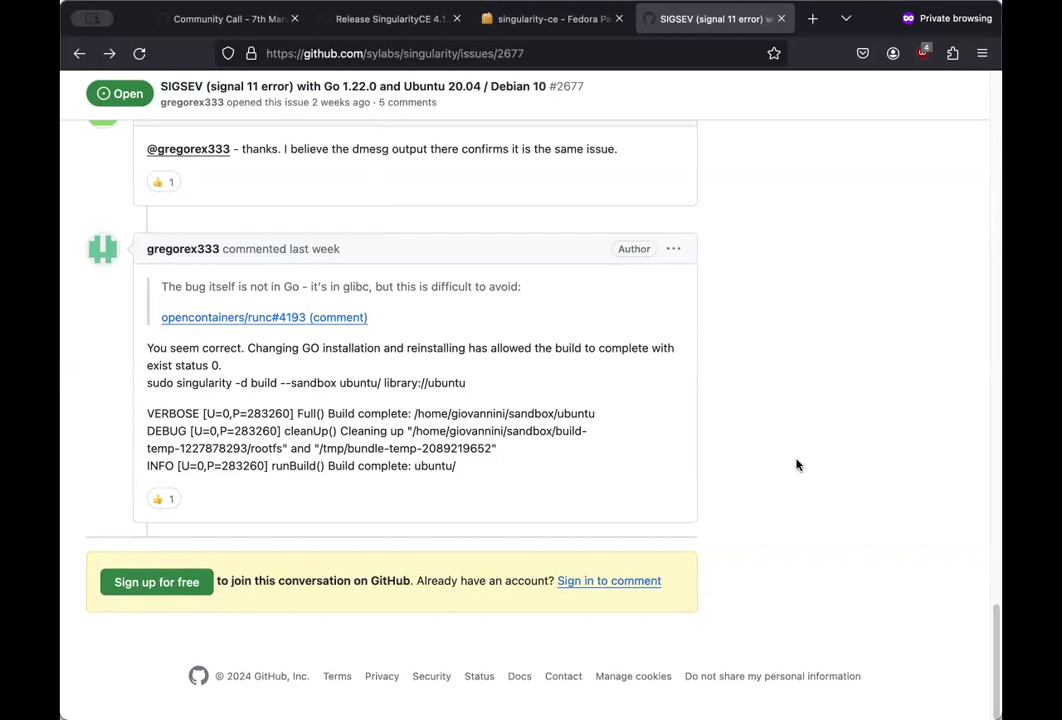 Community Call - 7th Mar
Release SingularityCE 4.1.
singularity-ce - Fedora Pa
SIGSEV (signal 11 error) w
Private browsing
https://github.com/sylabs/singularity/issues/2677
4
Open
SIGSEV (signal 11 error) with Go 1.22.0 and Ubuntu 20.04 / Debian 10 #2677
gregorex333 opened this issue 2 weeks ago · 5 comments
@gregorex333 - thanks. I believe the dmesg output there confirms it is the same issue.
👍 1
gregorex333 commented last week
Author
The bug itself is not in Go - it's in glibc, but this is difficult to avoid:
opencontainers/runc#4193 (comment)
You seem correct. Changing GO installation and reinstalling has allowed the build to complete with
exist status 0.
sudo singularity -d build --sandbox ubuntu/ library://ubuntu
VERBOSE [U=0,P=283260] Full() Build complete: /home/giovannini/sandbox/ubuntu
DEBUG [U=0,P=283260] cleanUp() Cleaning up "/home/giovannini/sandbox/build-
temp-1227878293/rootfs" and "/tmp/bundle-temp-2089219652"
INFO [U=0,P=283260] runBuild() Build complete: ubuntu/
👍 1
Sign up for free to join this conversation on GitHub. Already have an account? Sign in to comment
© 2024 GitHub, Inc. Terms Privacy Security Status Docs Contact Manage cookies Do not share my personal information